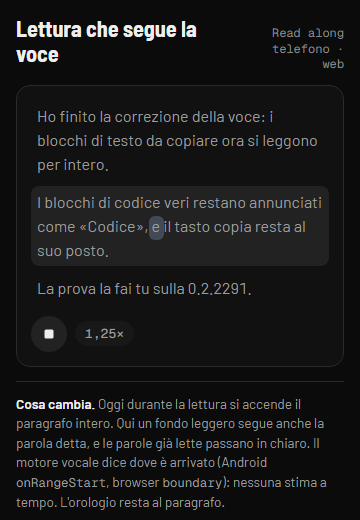 Lettura che segue la
voce
Read along
telefono ·
web
Ho finito la correzione della voce: i
blocchi di testo da copiare ora si leggono
per intero.
I blocchi di codice veri restano annunciati
come «Codice», e il tasto copia resta al
suo posto.
La prova la fai tu sulla 0.2.2291.
1,25×
Cosa cambia. Oggi durante la lettura si accende il
paragrafo intero. Qui un fondo leggero segue anche la
parola detta, e le parole già lette passano in chiaro. Il
motore vocale dice dove è arrivato (Android
onRangeStart, browser boundary): nessuna stima a
tempo. L'orologio resta al paragrafo.